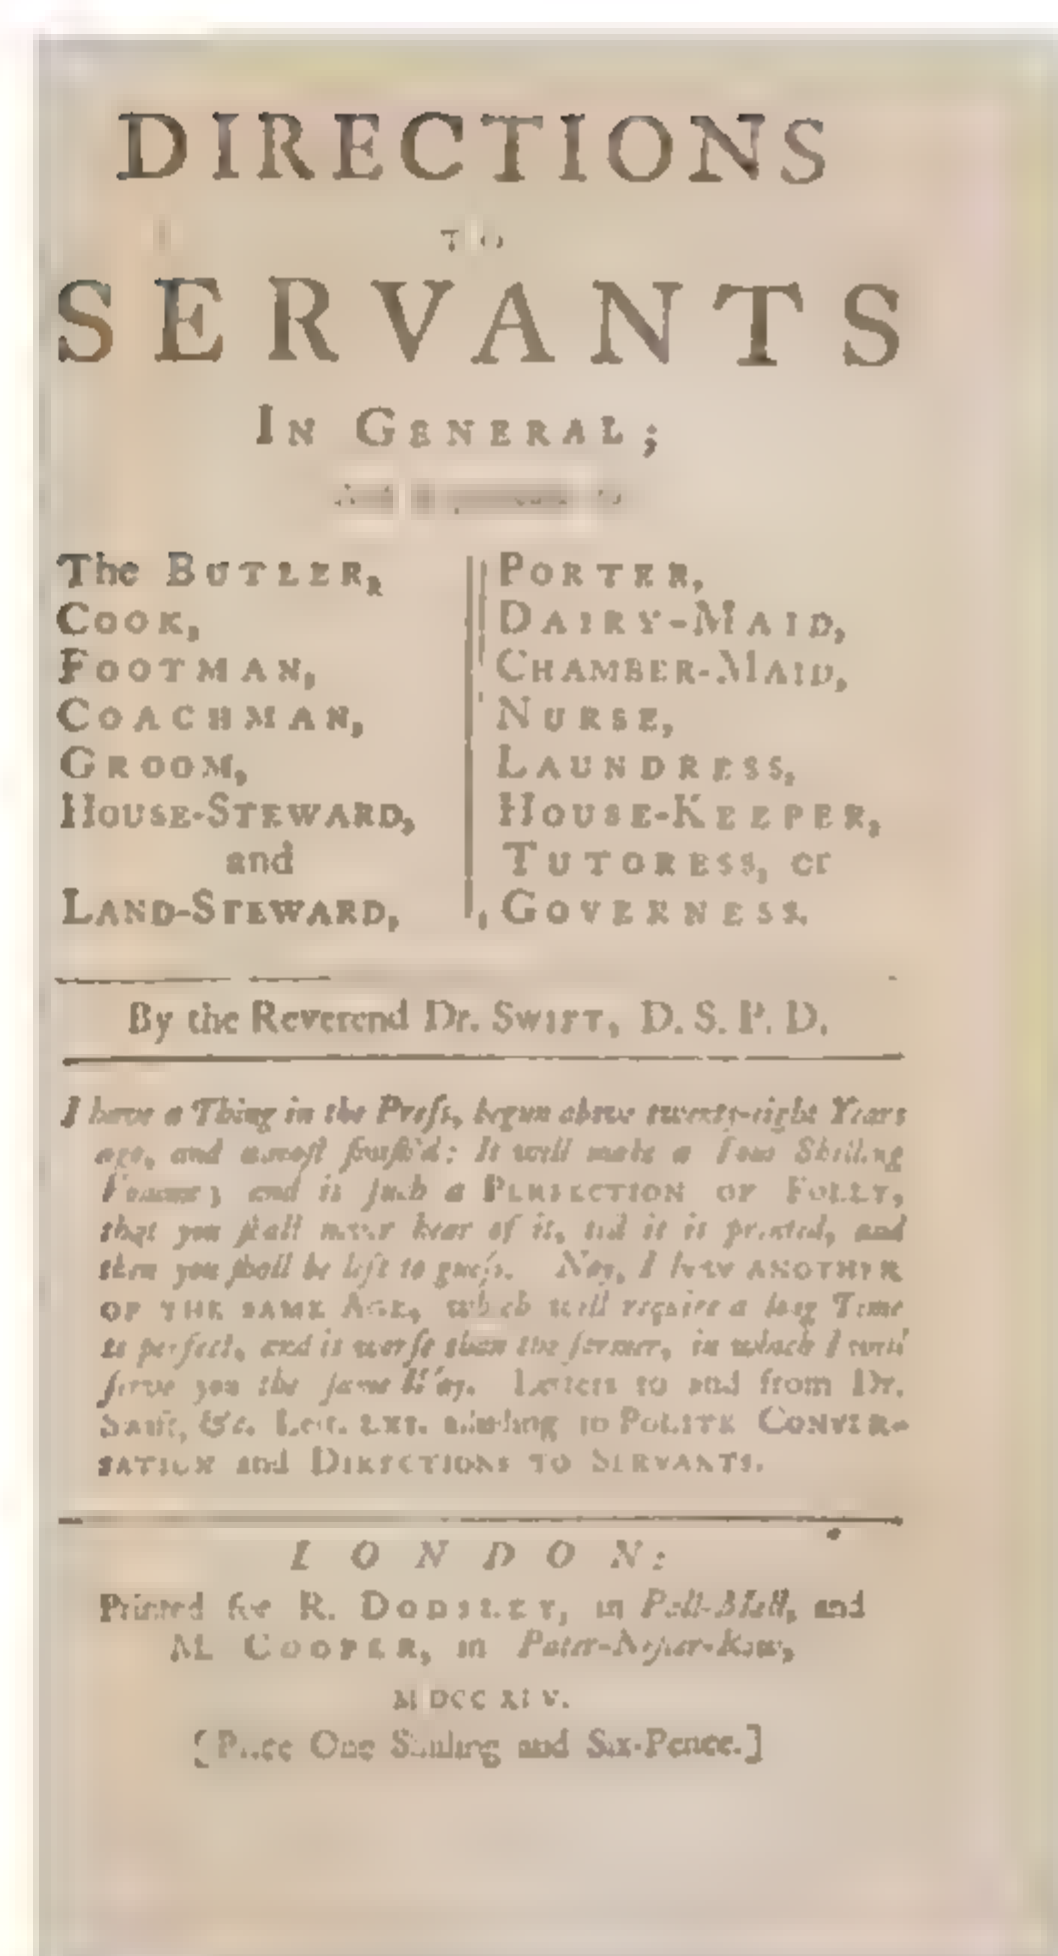 DIRECTIONS
TO
SERVANTS
IN GENERAL;
The BUTLER,
COOK,
FOOTMAN,
COACHMAN,
GROOM,
HOUSE-STEWARD,
and
LAND-STEWARD,
PORTER,
DAIRY-MAID,
CHAMBER-MAID,
NURSE,
LAUNDRESS,
HOUSE-KEEPER,
TUTORESS, or
GOVERNESS.
By the Reverend Dr. SWIFT, D. S. P. D.
I have a Thing in the Preſs, begun above twenty-eight Years
ago, and almoſt finiſh'd: It will make a Four Shilling
Volume; and is ſuch a PERFECTION OF FOLLY,
that you ſhall never hear of it, till it is printed, and
then you ſhall be left to gueſs. Nay, I have ANOTHER
OF THE SAME AGE, which will require a long Time
to perfect, and is worſe than the former, in which I will
ſerve you the ſame Way. Letters to and from Dr.
Swift, &c. Lett. LXI. alluding to POLITE CONVER-
SATION and DIRECTIONS TO SERVANTS.
LONDON:
Printed for R. DODSLEY, in Pall-Mall, and
M. COOPER, in Pater-Noſter-Row,
MDCCXLV.
[Price One Shilling and Six-Pence.]